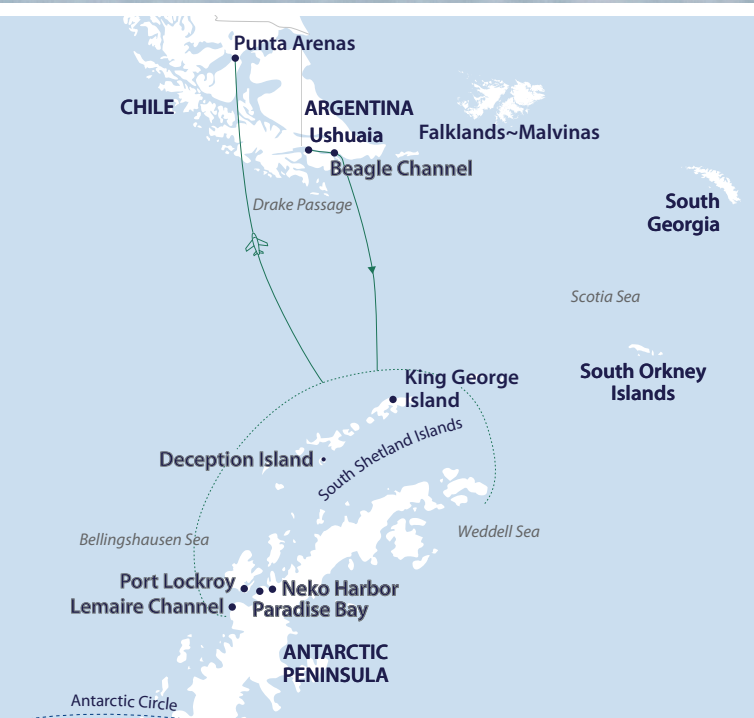 Punta Arenas
CHILE
ARGENTINA
Ushuaia
Falklands~Malvinas
Beagle Channel
Drake Passage
South
Georgia
Scotia Sea
King George
Island
South Orkney
Islands
Deception Island
South Shetland Islands
Bellingshausen Sea
Weddell Sea
Port Lockroy
Neko Harbor
Lemaire Channel
Paradise Bay
ANTARCTIC
PENINSULA
Antarctic Circle